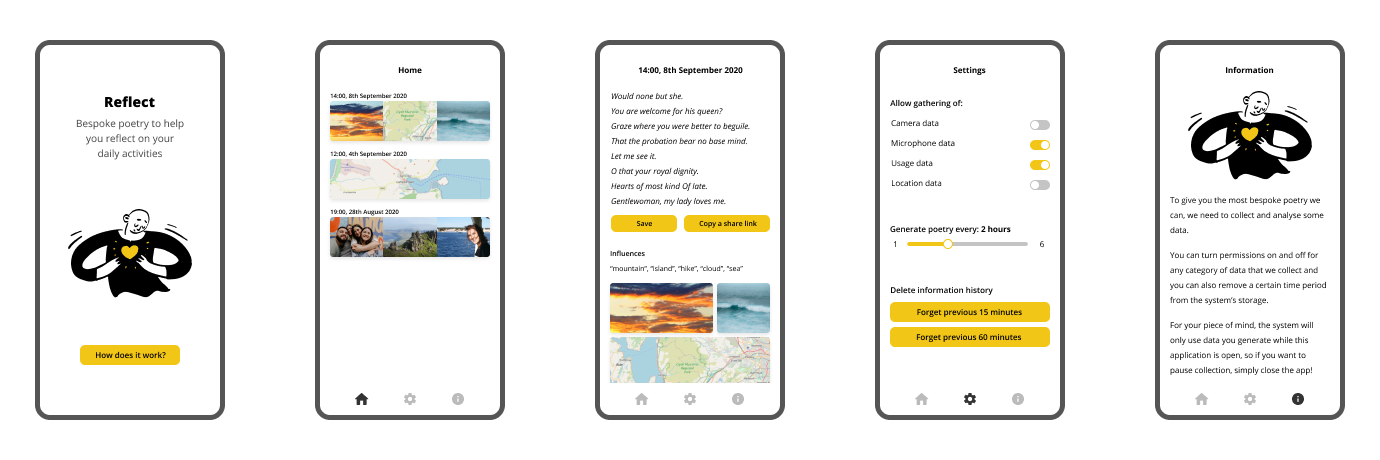 Reflect
Bespoke poetry to help
you reflect on your
daily activities
How does it work?
Home
14:00, 8th September 2020
12:00, 4th September 2020
19:00, 28th August 2020
14:00, 8th September 2020
Would none but she.
You are welcome for his queen?
Graze where you were better to beguile.
That the probation bear no base mind.
Let me see it.
O that your royal dignity.
Hearts of most kind Of late.
Gentlewoman, my lady loves me.
Save
Copy a share link
Influences
“mountain”, “island”, “hike”, “cloud”, “sea”
Settings
Allow gathering of:
Camera data
Microphone data
Usage data
Location data
Generate poetry every: 2 hours
1
6
Delete information history
Forget previous 15 minutes
Forget previous 60 minutes
Information
To give you the most bespoke poetry we
can, we need to collect and analyse some
data.
You can turn permissions on and off for
any category of data that we collect and
you can also remove a certain time period
from the system’s storage.
For your piece of mind, the system will
only use data you generate while this
application is open, so if you want to
pause collection, simply close the app!